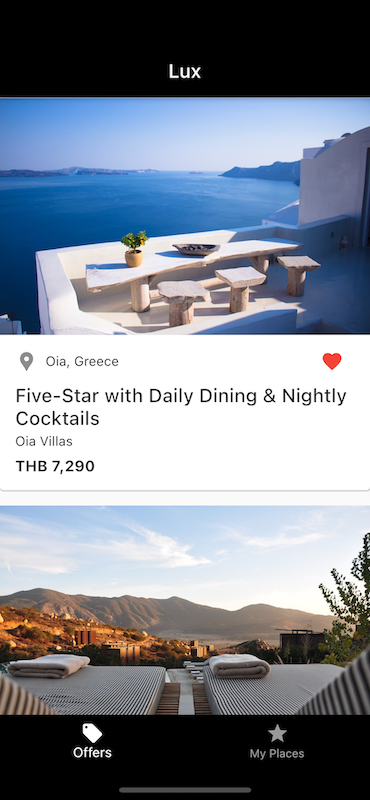 Lux
Oia, Greece
Five-Star with Daily Dining & Nightly
Cocktails
Oia Villas
THB 7,290
Offers
My Places